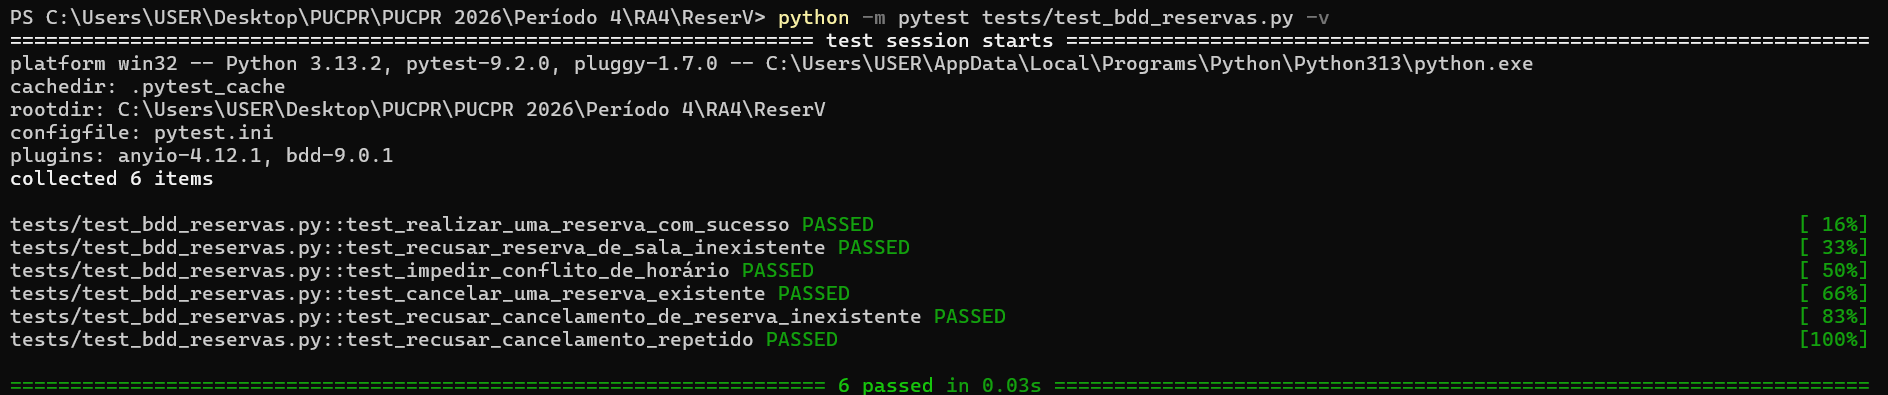 PS C:\Users\USER\Desktop\PUCPR\PUCPR 2026\Período 4\RA4\ReserV> python -m pytest tests/test_bdd_reservas.py -v
=================================================================== test session starts ===================================================================
platform win32 -- Python 3.13.2, pytest-9.2.0, pluggy-1.7.0 -- C:\Users\USER\AppData\Local\Programs\Python\Python313\python.exe
cachedir: .pytest_cache
rootdir: C:\Users\USER\Desktop\PUCPR\PUCPR 2026\Período 4\RA4\ReserV
configfile: pytest.ini
plugins: anyio-4.12.1, bdd-9.0.1
collected 6 items
tests/test_bdd_reservas.py::test_realizar_uma_reserva_com_sucesso PASSED [ 16%]
tests/test_bdd_reservas.py::test_recusar_reserva_de_sala_inexistente PASSED [ 33%]
tests/test_bdd_reservas.py::test_impedir_conflito_de_horário PASSED [ 50%]
tests/test_bdd_reservas.py::test_cancelar_uma_reserva_existente PASSED [ 66%]
tests/test_bdd_reservas.py::test_recusar_cancelamento_de_reserva_inexistente PASSED [ 83%]
tests/test_bdd_reservas.py::test_recusar_cancelamento_repetido PASSED [100%]
==================================================================== 6 passed in 0.03s ====================================================================